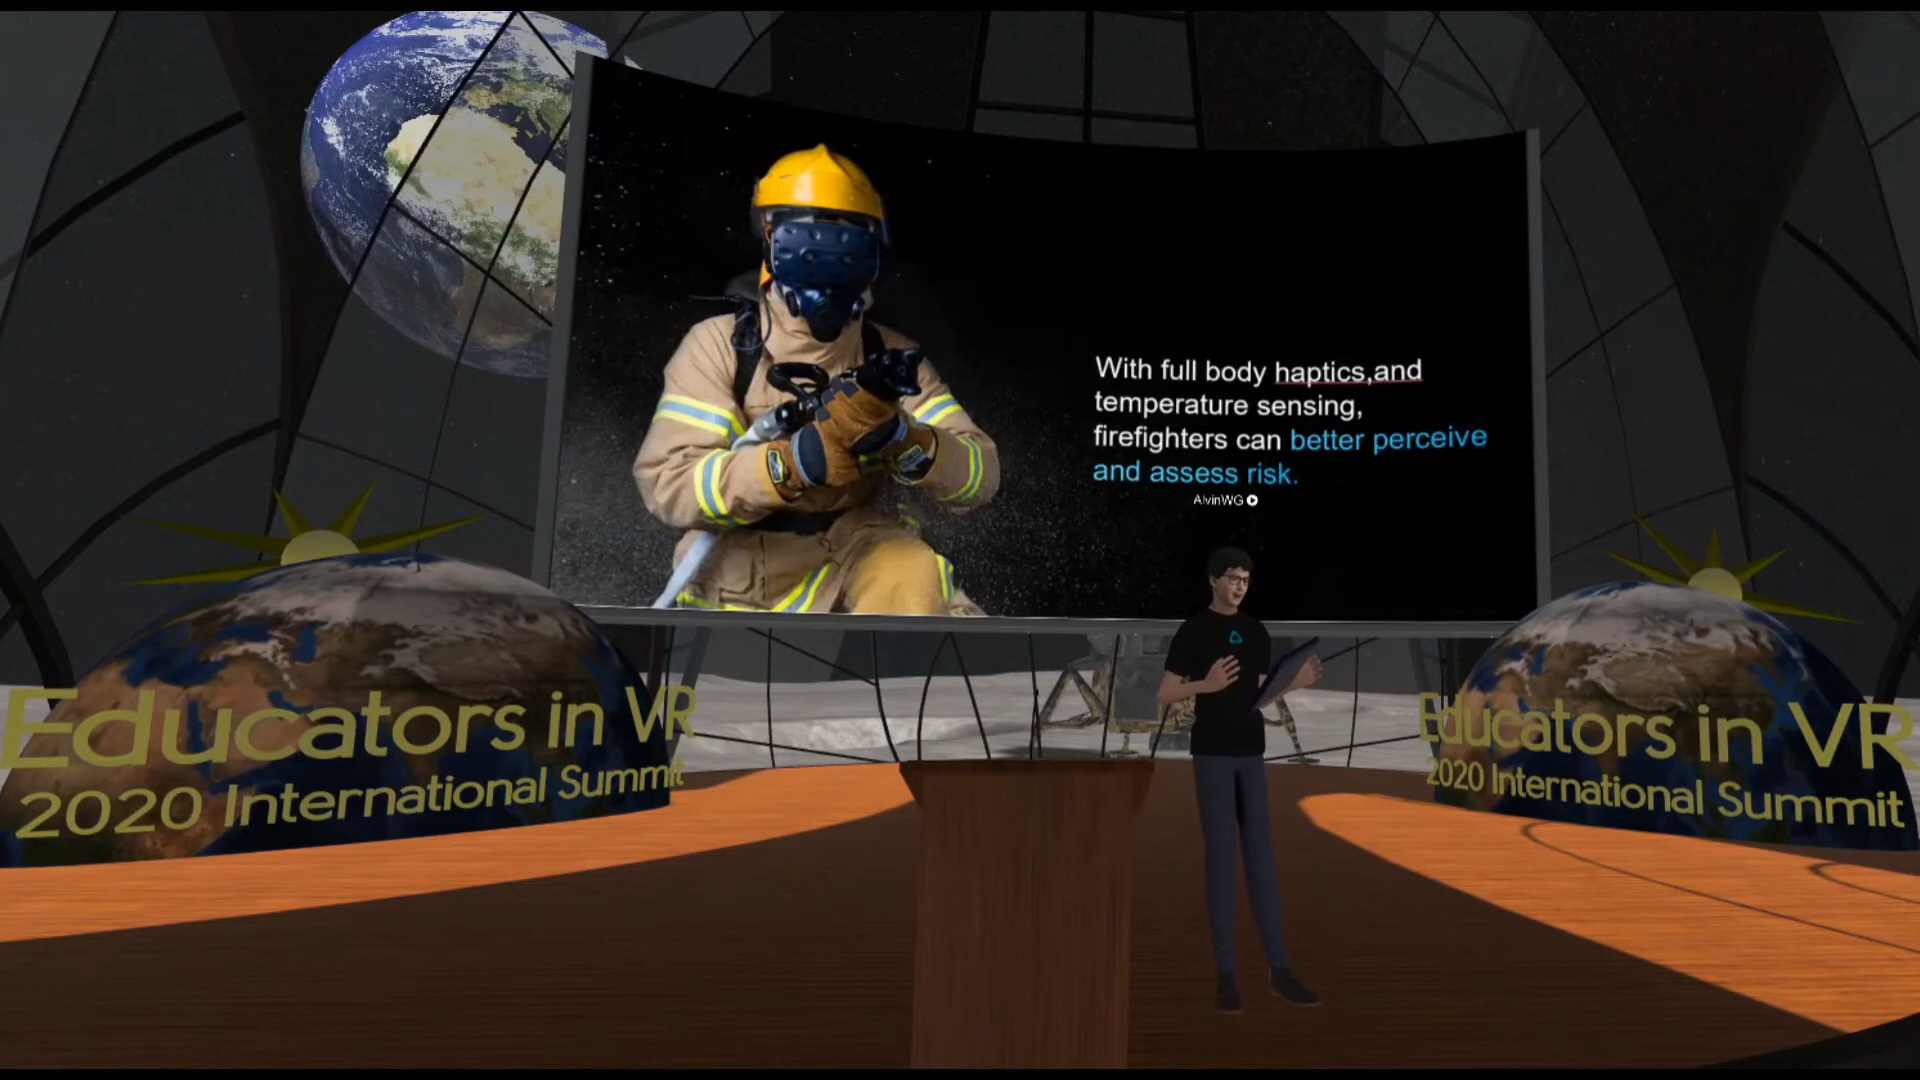 With full body haptics,and
temperature sensing,
firefighters can better perceive
and assess risk.
AlvinWG
Educators in VR
2020 International Summit
Educators in VR
2020 International Summit